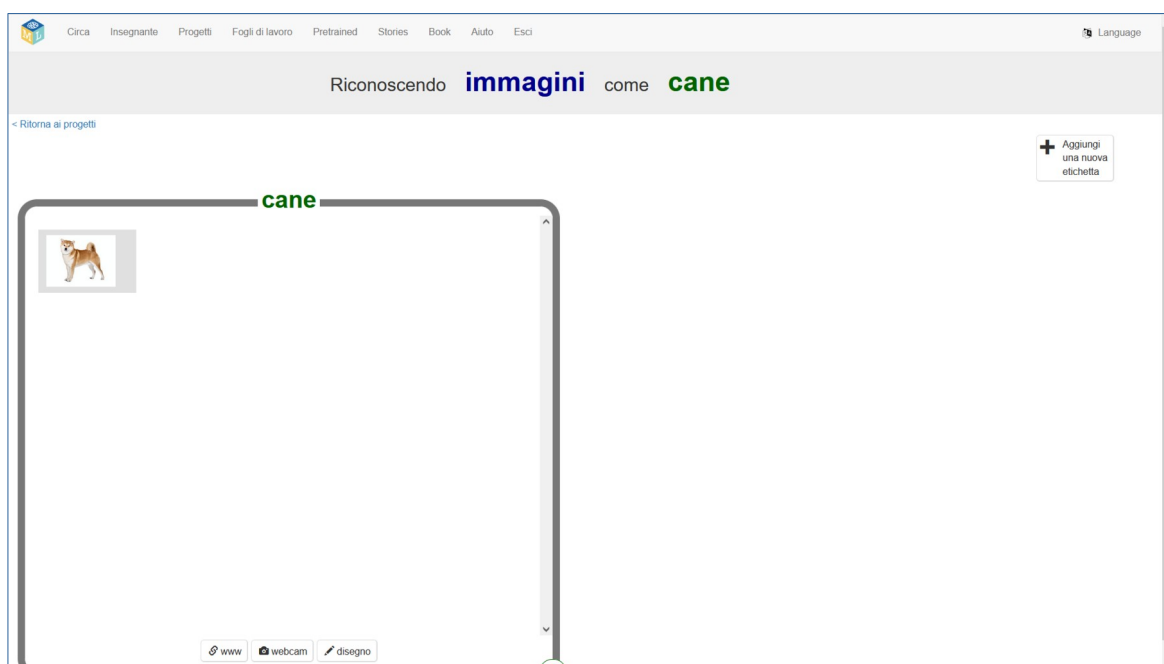 Circa Insegnante Progetti Fogli di lavoro Pretrained Stories Book Aiuto Esci Language
Riconoscendo immagini come cane
< Ritorna ai progetti
Aggiungi
una nuova
etichetta
cane
www webcam disegno